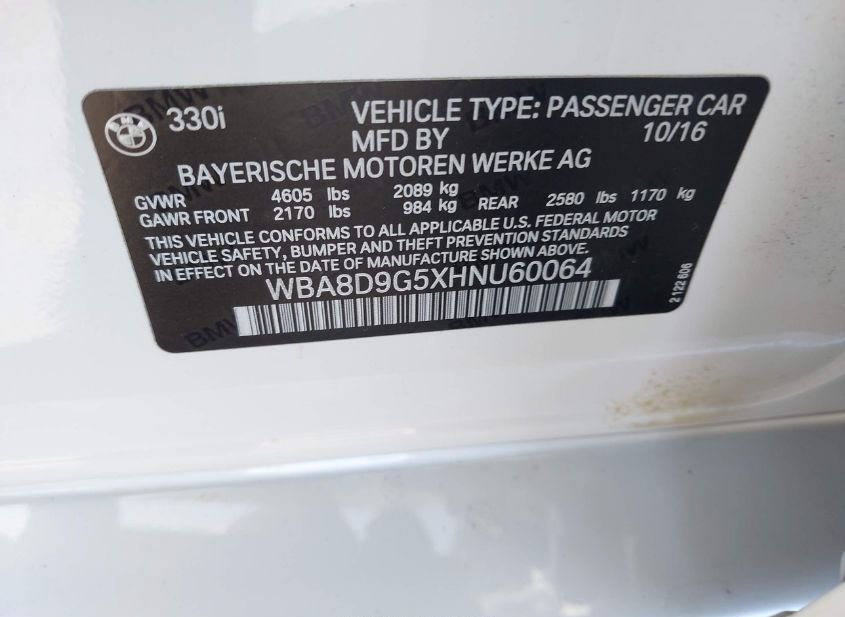 BMW 330i VEHICLE TYPE: PASSENGER CAR
MFD BY 10/16
BAYERISCHE MOTOREN WERKE AG
GVWR 4605 lbs 2089 kg
GAWR FRONT 2170 lbs 984 kg REAR 2580 lbs 1170 kg
THIS VEHICLE CONFORMS TO ALL APPLICABLE U.S. FEDERAL MOTOR
VEHICLE SAFETY, BUMPER AND THEFT PREVENTION STANDARDS
IN EFFECT ON THE DATE OF MANUFACTURE SHOWN ABOVE.
WBA8D9G5XHNU60064
2 122 606